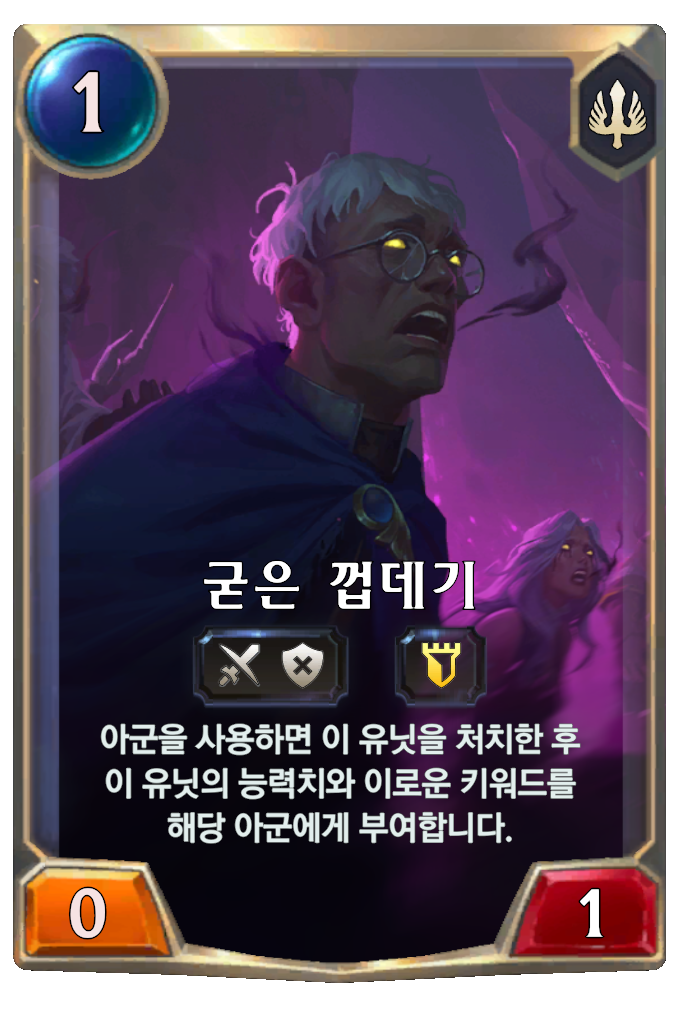 1
굳은 껍데기
아군을 사용하면 이 유닛을 처치한 후
이 유닛의 능력치와 이로운 키워드를
해당 아군에게 부여합니다.
0
1